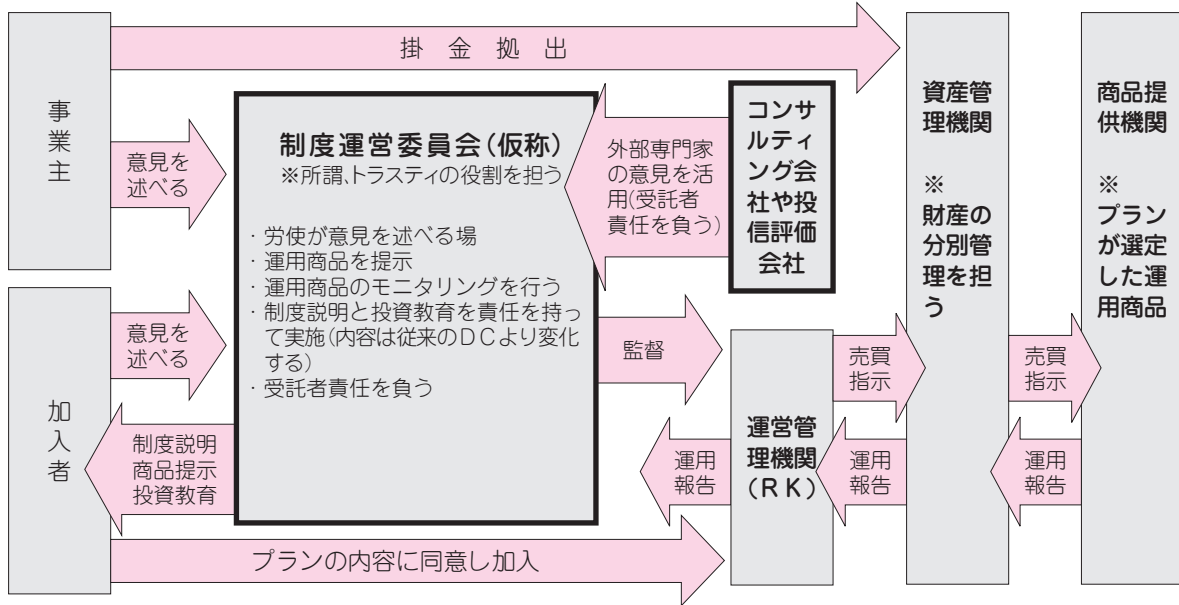 掛 金 拠 出
事業主
意見を
述べる
制度運営委員会(仮称)
※所謂、トラスティの役割を担う
・労使が意見を述べる場
・運用商品を提示
・運用商品のモニタリングを行う
・制度説明と投資教育を責任を持っ
て実施(内容は従来のDCより変化
する)
・受託者責任を負う
外部専門家
の意見を活
用(受託者
責任を負う)
コンサ
ルティ
ング会
社や投
信評価
会社
資産管
理機関
※
財産の
分別管
理を担
う
商品提
供機関
※
プラン
が選定
した運
用商品
加入者
意見を
述べる
制度説明
商品提示
投資教育
監督
運用
報告
運営管
理機関
(RK)
売買
指示
運用
報告
売買
指示
運用
報告
プランの内容に同意し加入